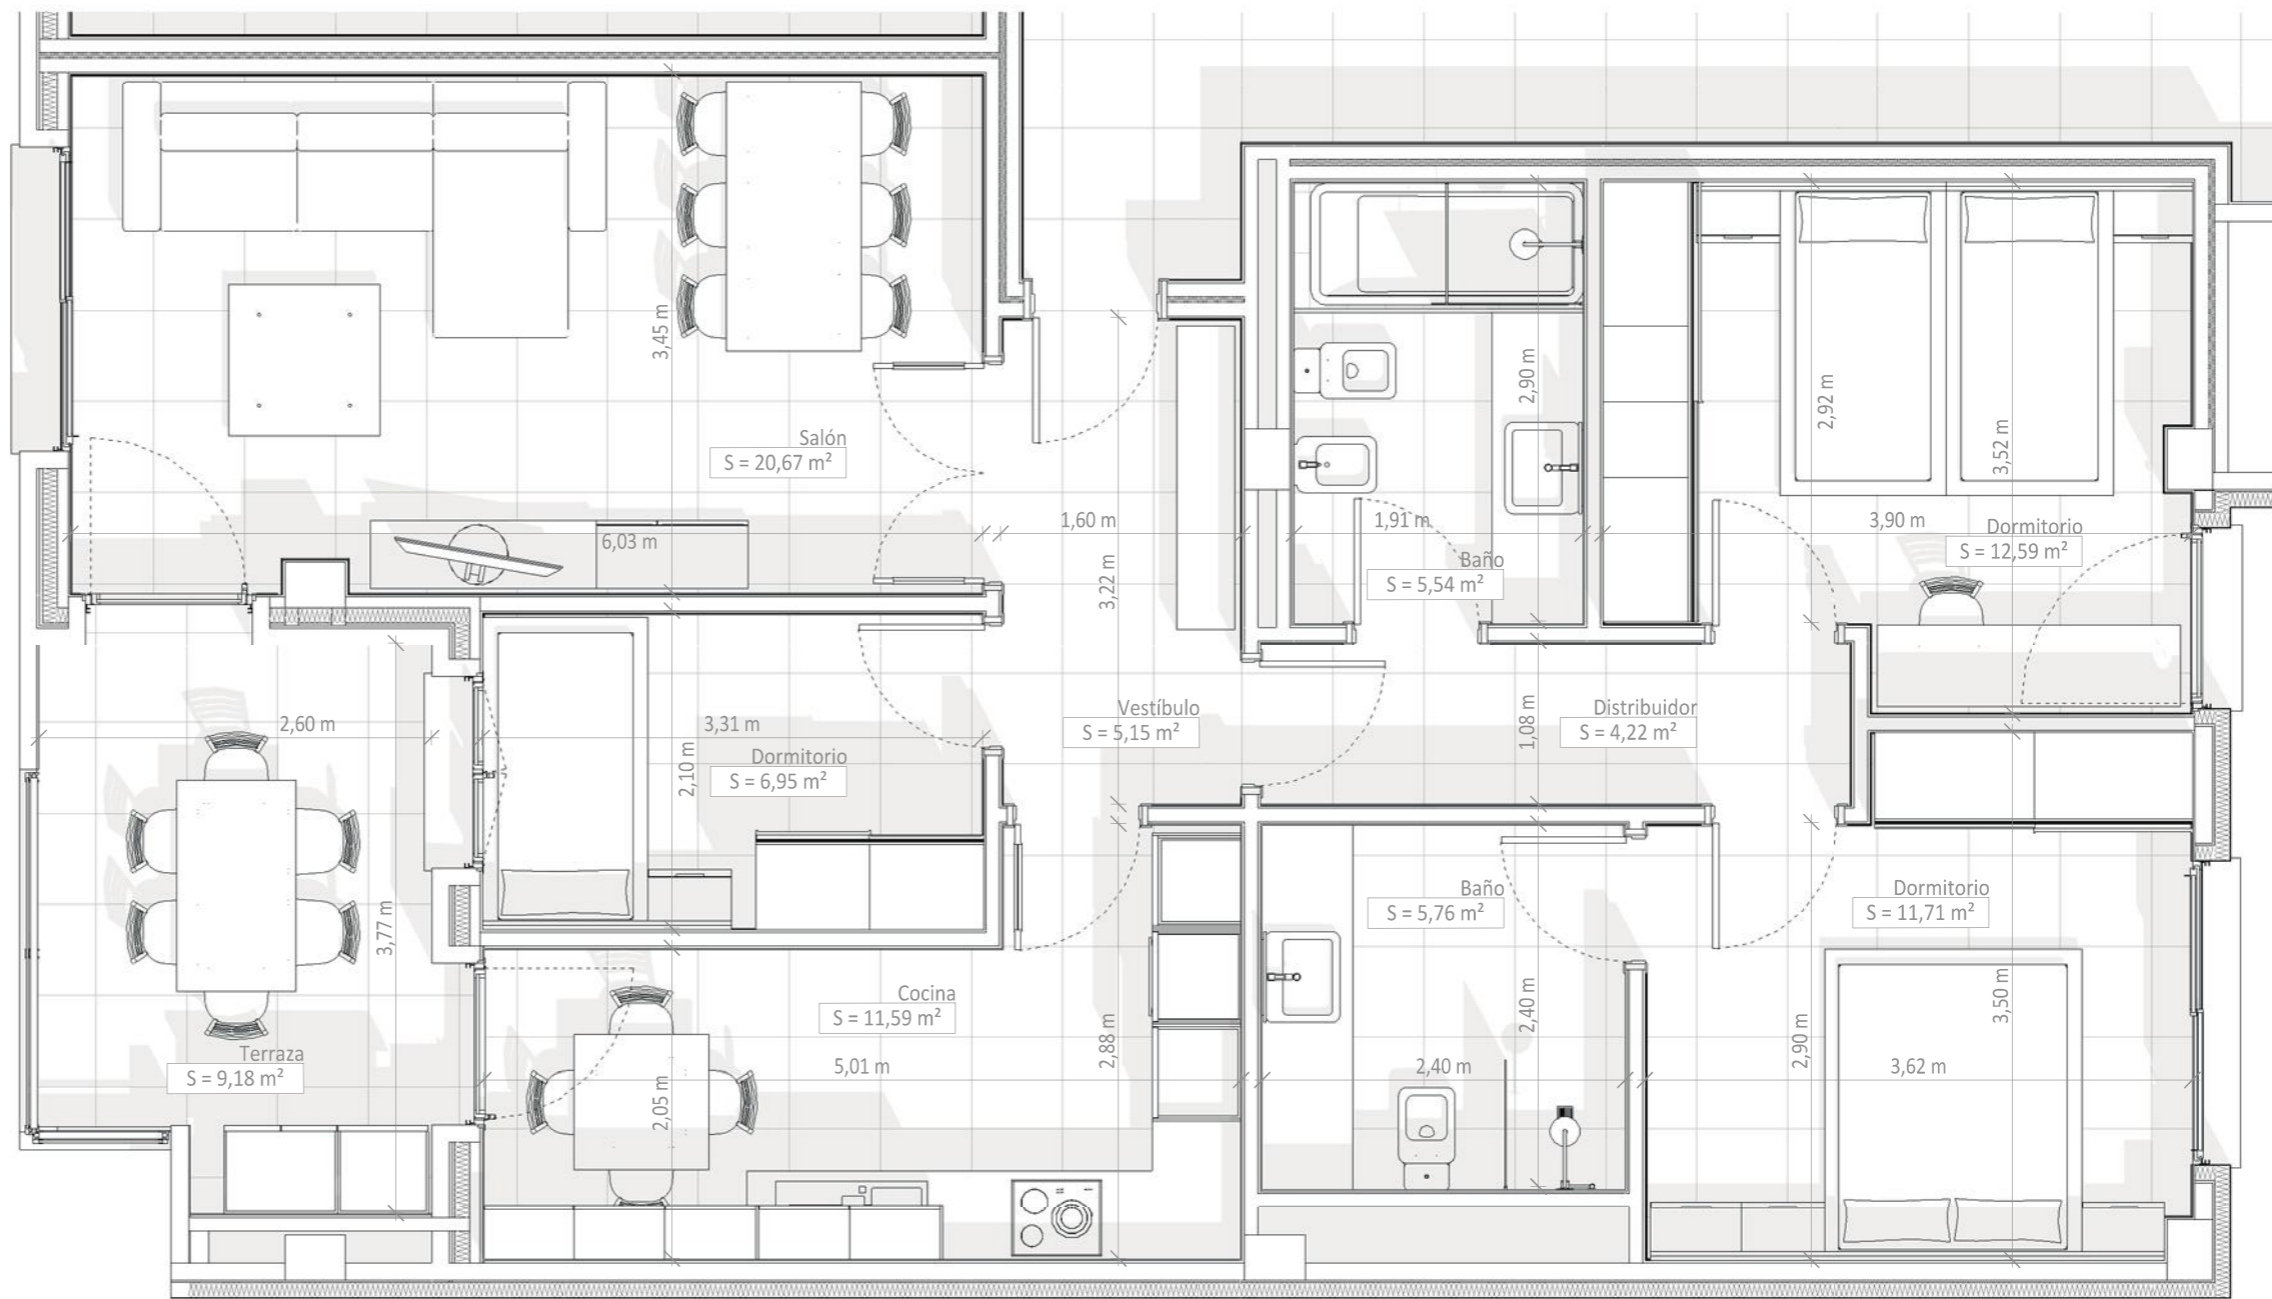 3,45 m
Salón
S = 20,67 m²
6,03 m
1,60 m
3,22 m
1,91 m
2,90 m
Baño
S = 5,54 m²
2,92 m
3,52 m
3,90 m
Dormitorio
S = 12,59 m²
2,60 m
3,77 m
Terraza
S = 9,18 m²
3,31 m
2,10 m
Dormitorio
S = 6,95 m²
Vestíbulo
S = 5,15 m²
Distribuidor
S = 4,22 m²
1,08 m
Cocina
S = 11,59 m²
5,01 m
2,05 m
2,88 m
Baño
S = 5,76 m²
2,40 m
2,40 m
Dormitorio
S = 11,71 m²
2,90 m
3,50 m
3,62 m